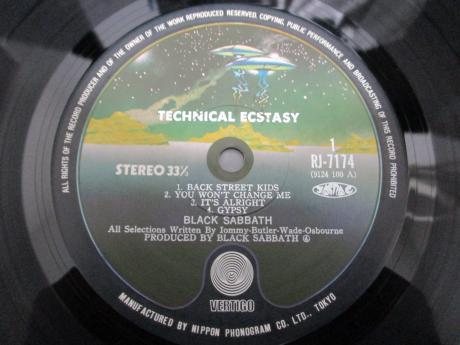 ALL RIGHTS OF THE RECORD PRODUCER AND OF THE OWNER OF THE WORK REPRODUCED RESERVED. COPYING, PUBLIC PERFORMANCE AND BROADCASTING OF THIS RECORD PROHIBITED
TECHNICAL ECSTASY
1
STEREO 33⅓
RJ-7174
(9124 100 A)
1. BACK STREET KIDS
2. YOU WON'T CHANGE ME
3. IT'S ALRIGHT
4. GYPSY
BLACK SABBATH
All Selections Written By Iommy-Butler-Wade-Osbourne
PRODUCED BY BLACK SABBATH
VERTIGO
MANUFACTURED BY NIPPON PHONOGRAM CO. LTD., TOKYO